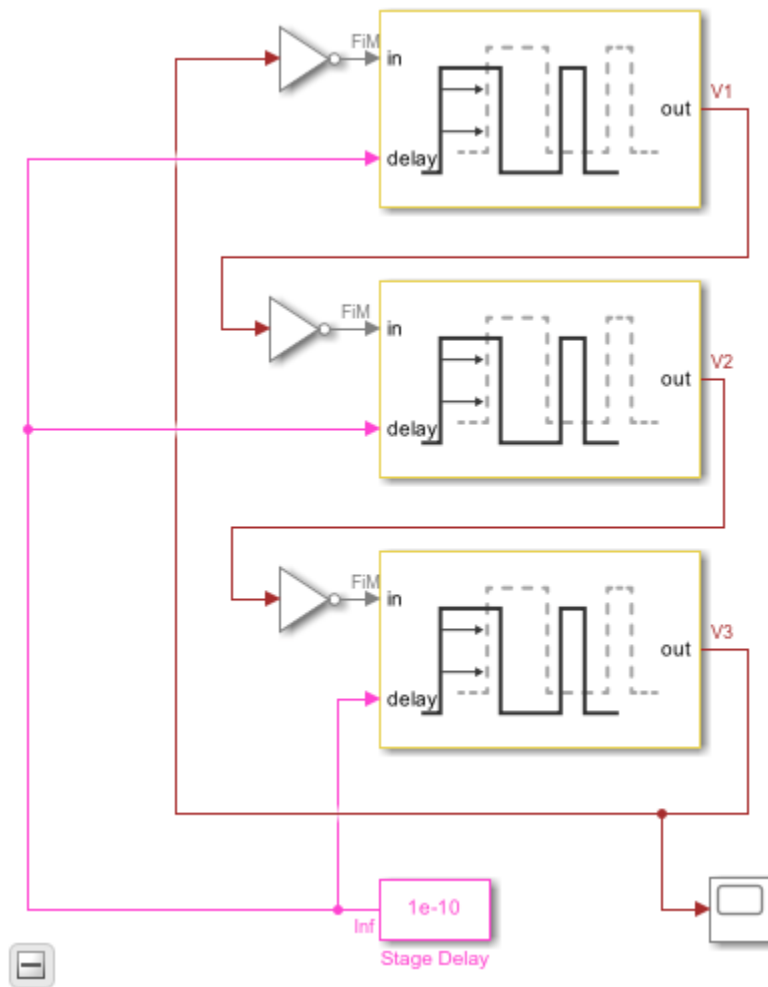 FiM
in
V1
out
delay
FiM
in
V2
out
delay
FiM
in
V3
out
delay
1e-10
Inf
Stage Delay